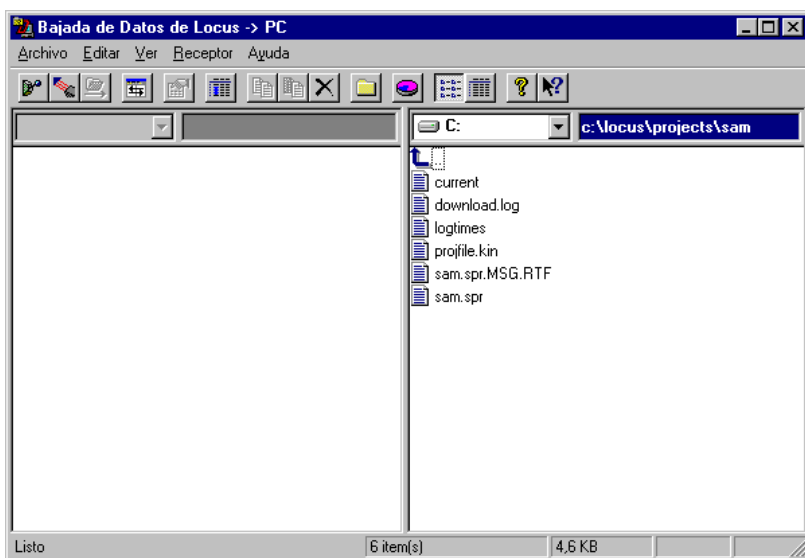 Bajada de Datos de Locus -> PC
Archivo Editar Ver Receptor Ayuda
C: c:\locus\projects\sam
..
current
download.log
logtimes
projfile.kin
sam.spr.MSG.RTF
sam.spr
Listo 6 item(s) 4,6 KB